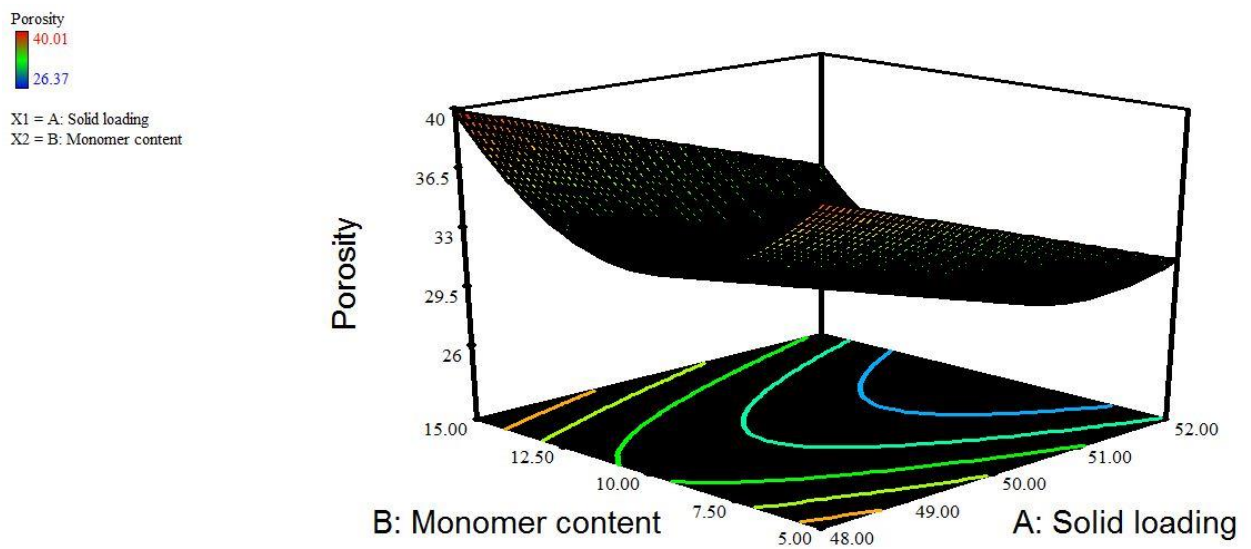 Porosity
40.01
26.37
X1 = A: Solid loading
X2 = B: Monomer content
40
36.5
33
29.5
26
Porosity
15.00
12.50
10.00
7.50
5.00
B: Monomer content
48.00
49.00
50.00
51.00
52.00
A: Solid loading